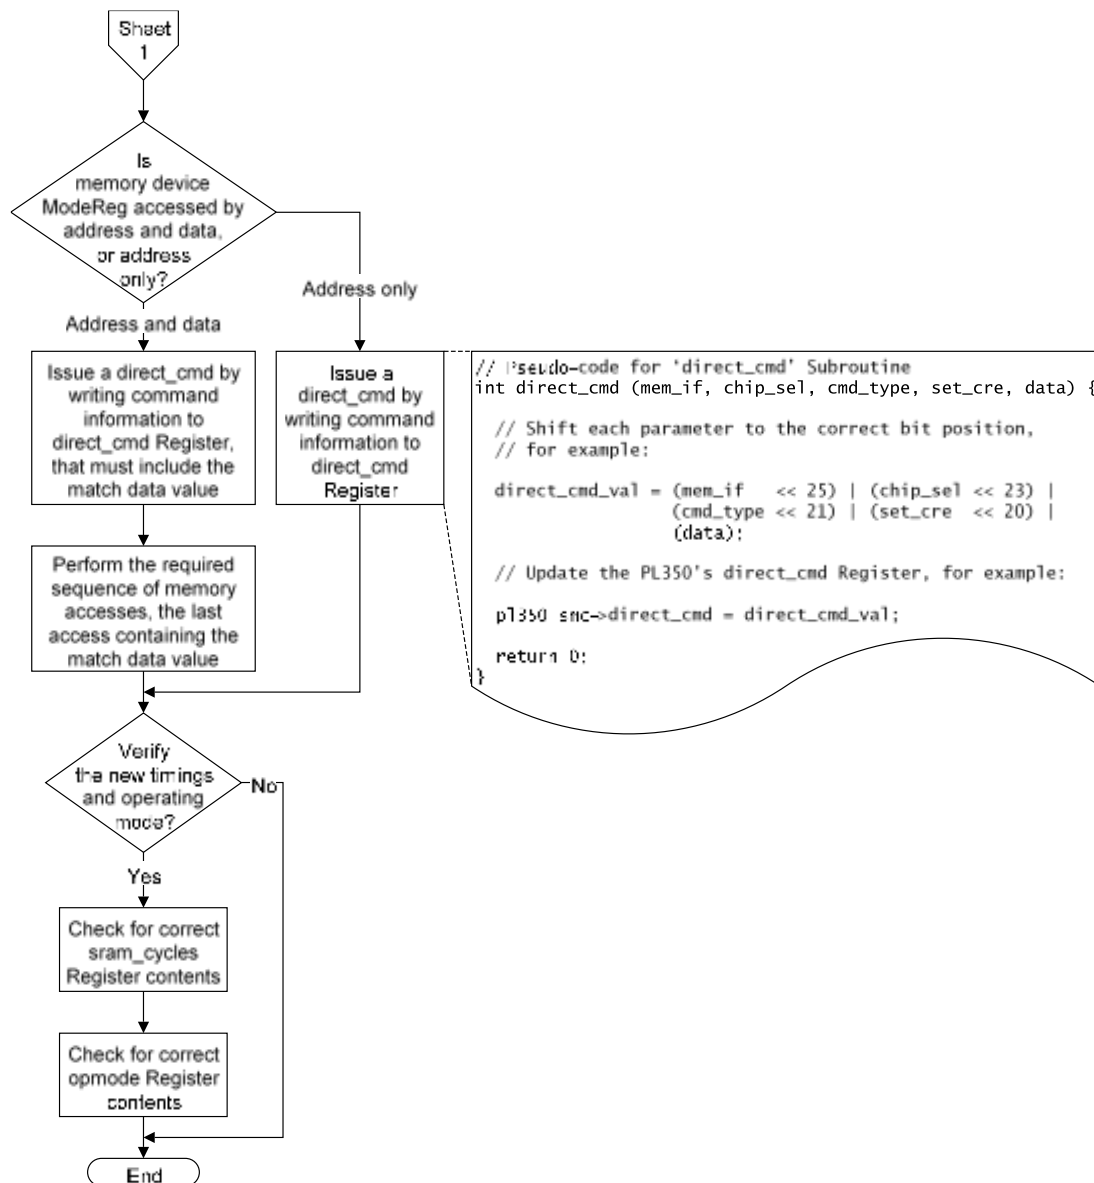 Sheet
1
Is
memory device
ModeReg accessed by
address and data,
or address
only?
Address only
Address and data
Issue a direct_cmd by
writing command
information to
direct_cmd Register,
that must include the
match data value
Issue a
direct_cmd by
writing command
information to
direct_cmd
Register
// Pseudo-code for 'direct_cmd' Subroutine
int direct_cmd (mem_if, chip_sel, cmd_type, set_cre, data) {
// Shift each parameter to the correct bit position,
// for example:
direct_cmd_val = (mem_if << 25) | (chip_sel << 23) |
(cmd_type << 21) | (set_cre << 20) |
(data);
// Update the PL350's direct_cmd Register, for example:
pl350_smc->direct_cmd = direct_cmd_val;
return 0;
}
Perform the required
sequence of memory
accesses, the last
access containing the
match data value
Verify
the new timings
and operating
mode?
No
Yes
Check for correct
sram_cycles
Register contents
Check for correct
opmode Register
contents
End